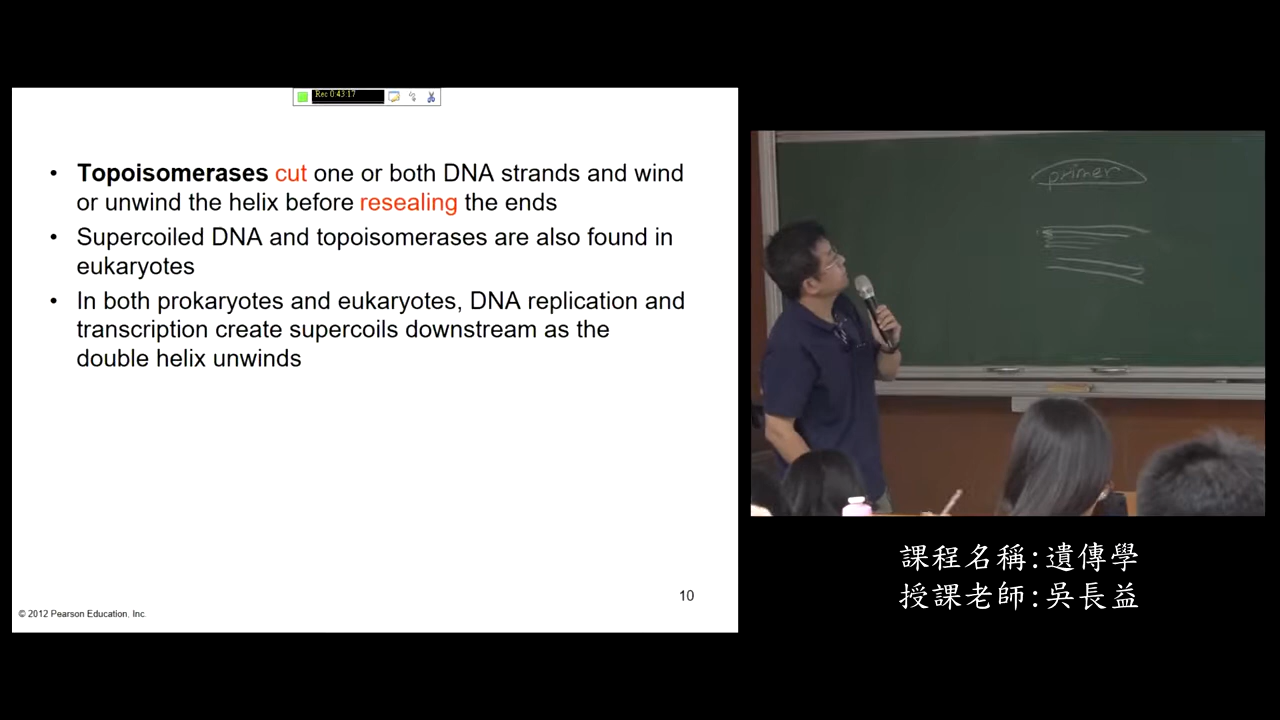 Rec 0:43:17
• Topoisomerases cut one or both DNA strands and wind
or unwind the helix before resealing the ends
• Supercoiled DNA and topoisomerases are also found in
eukaryotes
• In both prokaryotes and eukaryotes, DNA replication and
transcription create supercoils downstream as the
double helix unwinds
10
© 2012 Pearson Education, Inc.
primer
課程名稱:遺傳學
授課老師:吳長益